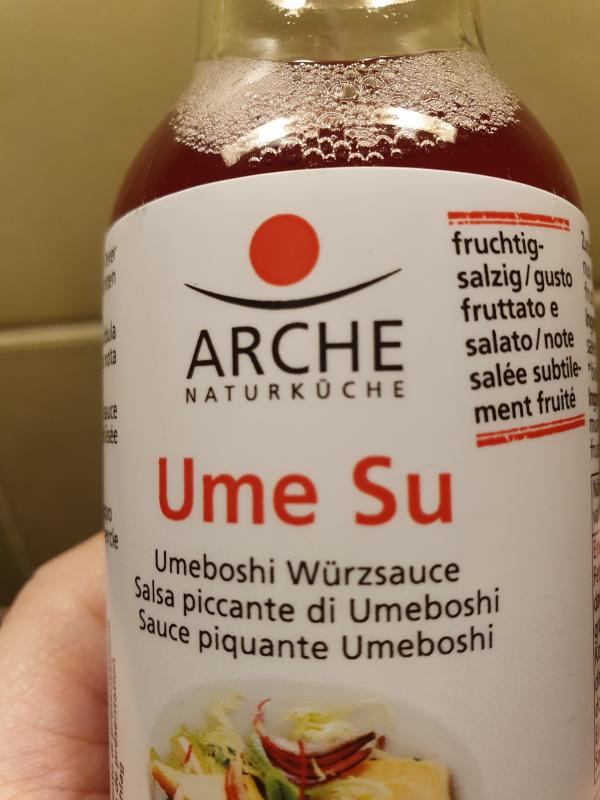 ARCHE
NATURKÜCHE
fruchtig-
salzig/gusto
fruttato e
salato/note
salée subtile-
ment fruité
Ume Su
Umeboshi Würzsauce
Salsa piccante di Umeboshi
Sauce piquante Umeboshi